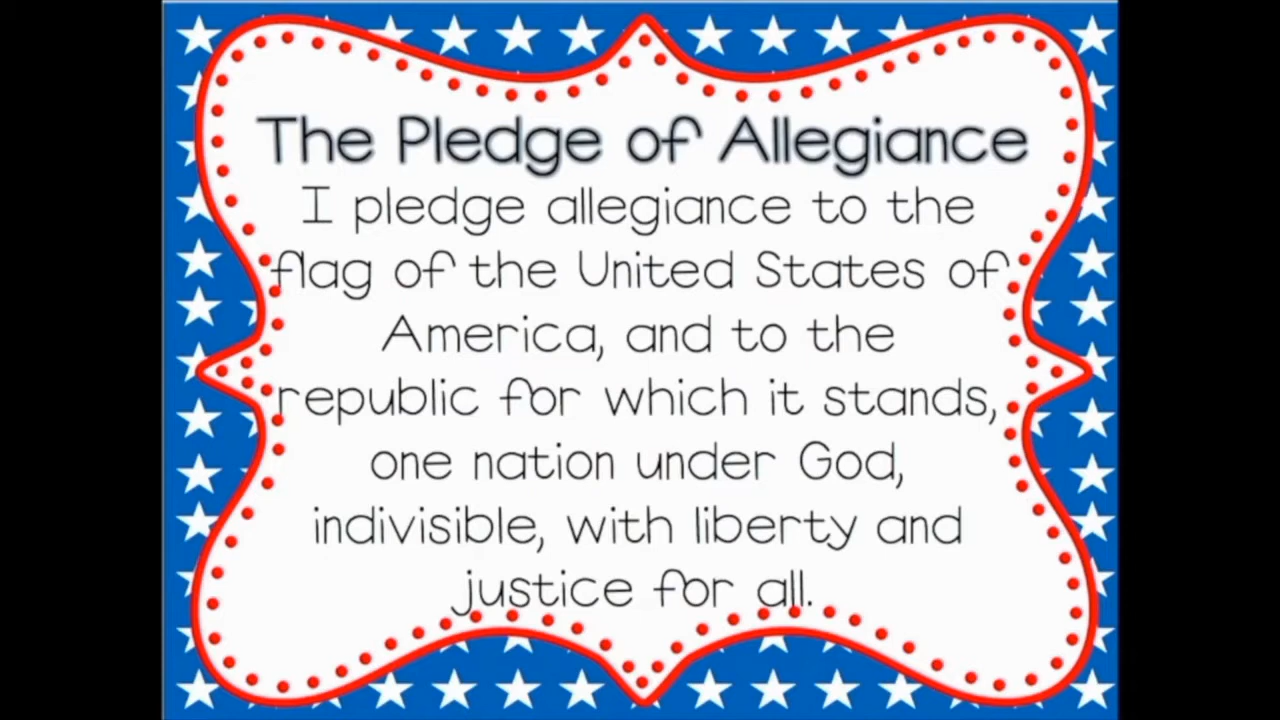 The Pledge of Allegiance
I pledge allegiance to the
flag of the United States of
America, and to the
republic for which it stands,
one nation under God,
indivisible, with liberty and
justice for all.